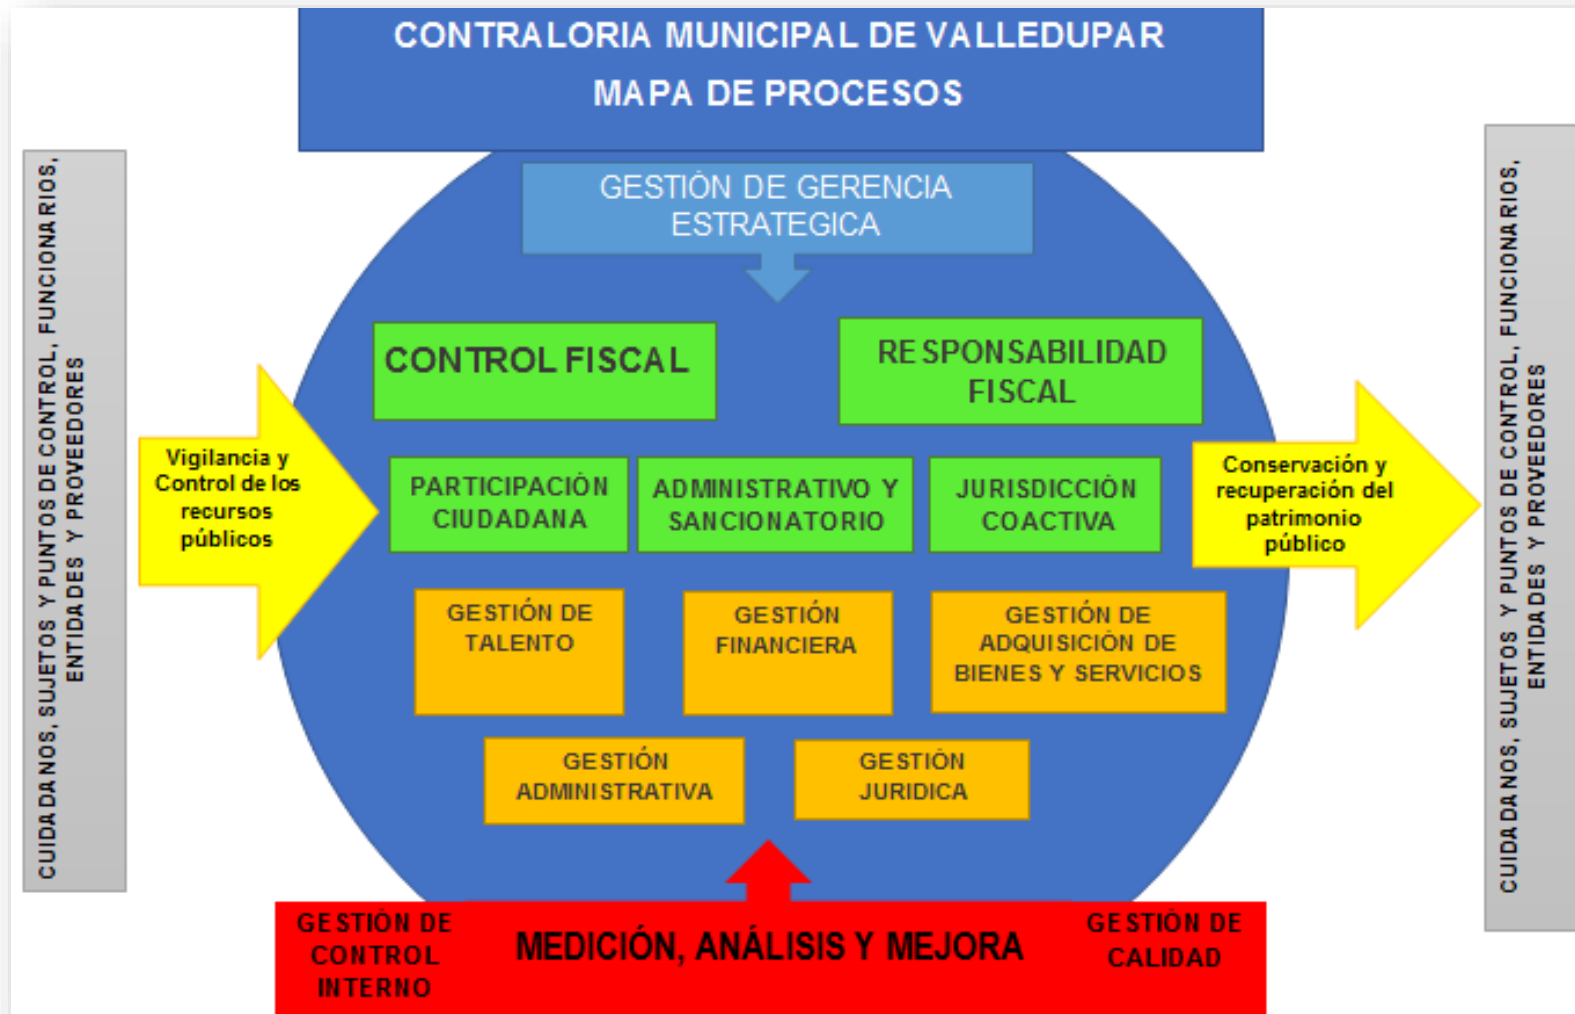 CONTRALORIA MUNICIPAL DE VALLEDUPAR
MAPA DE PROCESOS
GESTIÓN DE GERENCIA
ESTRATEGICA
CUIDADANOS, SUJETOS Y PUNTOS DE CONTROL, FUNCIONARIOS,
ENTIDADES Y PROVEEDORES
Vigilancia y
Control de los
recursos
públicos
CONTROL FISCAL
RESPONSABILIDAD
FISCAL
PARTICIPACIÓN
CIUDADANA
ADMINISTRATIVO Y
SANCIONATORIO
JURISDICCIÓN
COACTIVA
GESTIÓN DE
TALENTO
GESTIÓN
FINANCIERA
GESTIÓN DE
ADQUISICIÓN DE
BIENES Y SERVICIOS
GESTIÓN
ADMINISTRATIVA
GESTIÓN
JURIDICA
Conservación y
recuperación del
patrimonio
público
CUIDADANOS, SUJETOS Y PUNTOS DE CONTROL, FUNCIONARIOS,
ENTIDADES Y PROVEEDORES
GESTIÓN DE
CONTROL
INTERNO
MEDICIÓN, ANÁLISIS Y MEJORA
GESTIÓN DE
CALIDAD